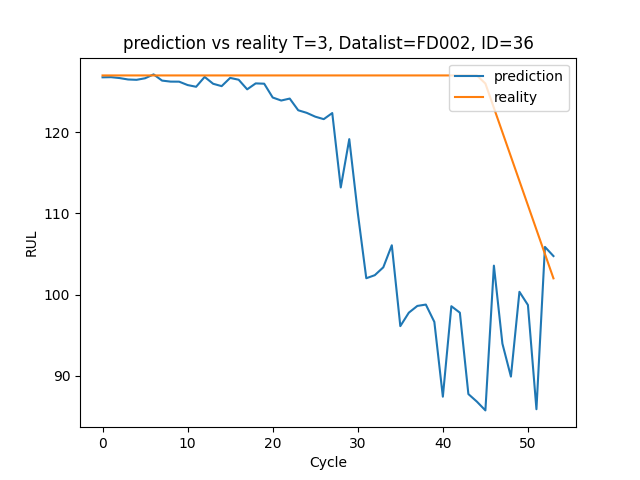 prediction vs reality T=3, Datalist=FD002, ID=36
prediction
reality
RUL
120
110
100
90
0 10 20 30 40 50
Cycle